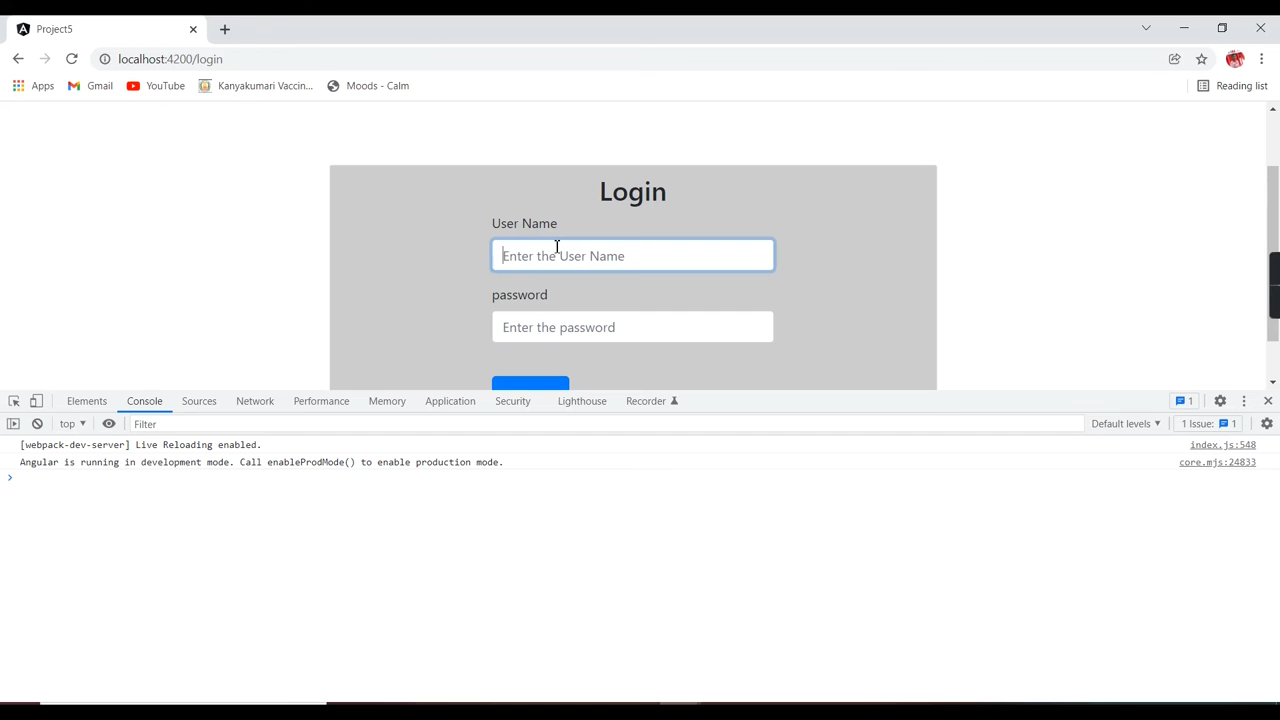 Project5
localhost:4200/login
Apps Gmail YouTube Kanyakumari Vaccin... Moods - Calm Reading list
Login
User Name
Enter the User Name
password
Enter the password
Elements Console Sources Network Performance Memory Application Security Lighthouse Recorder 1
top Filter Default levels 1 Issue: 1
[webpack-dev-server] Live Reloading enabled. index.js:548
Angular is running in development mode. Call enableProdMode() to enable production mode. core.mjs:24833